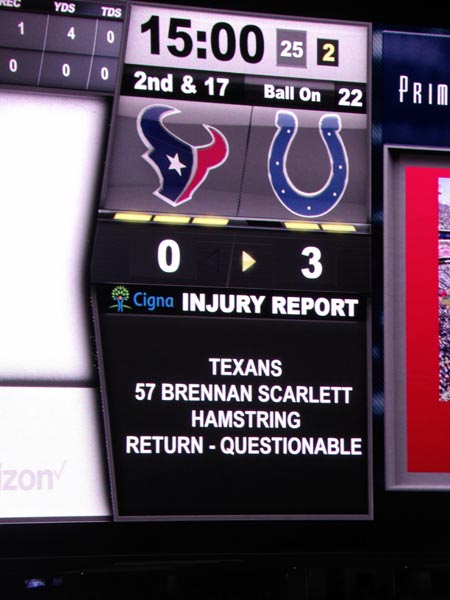 REC YDS TDS
1 4 0
0 0 0
15:00 25 2
2nd & 17 Ball On 22
0 3
Cigna INJURY REPORT
TEXANS
57 BRENNAN SCARLETT
HAMSTRING
RETURN - QUESTIONABLE
izon
PRIM